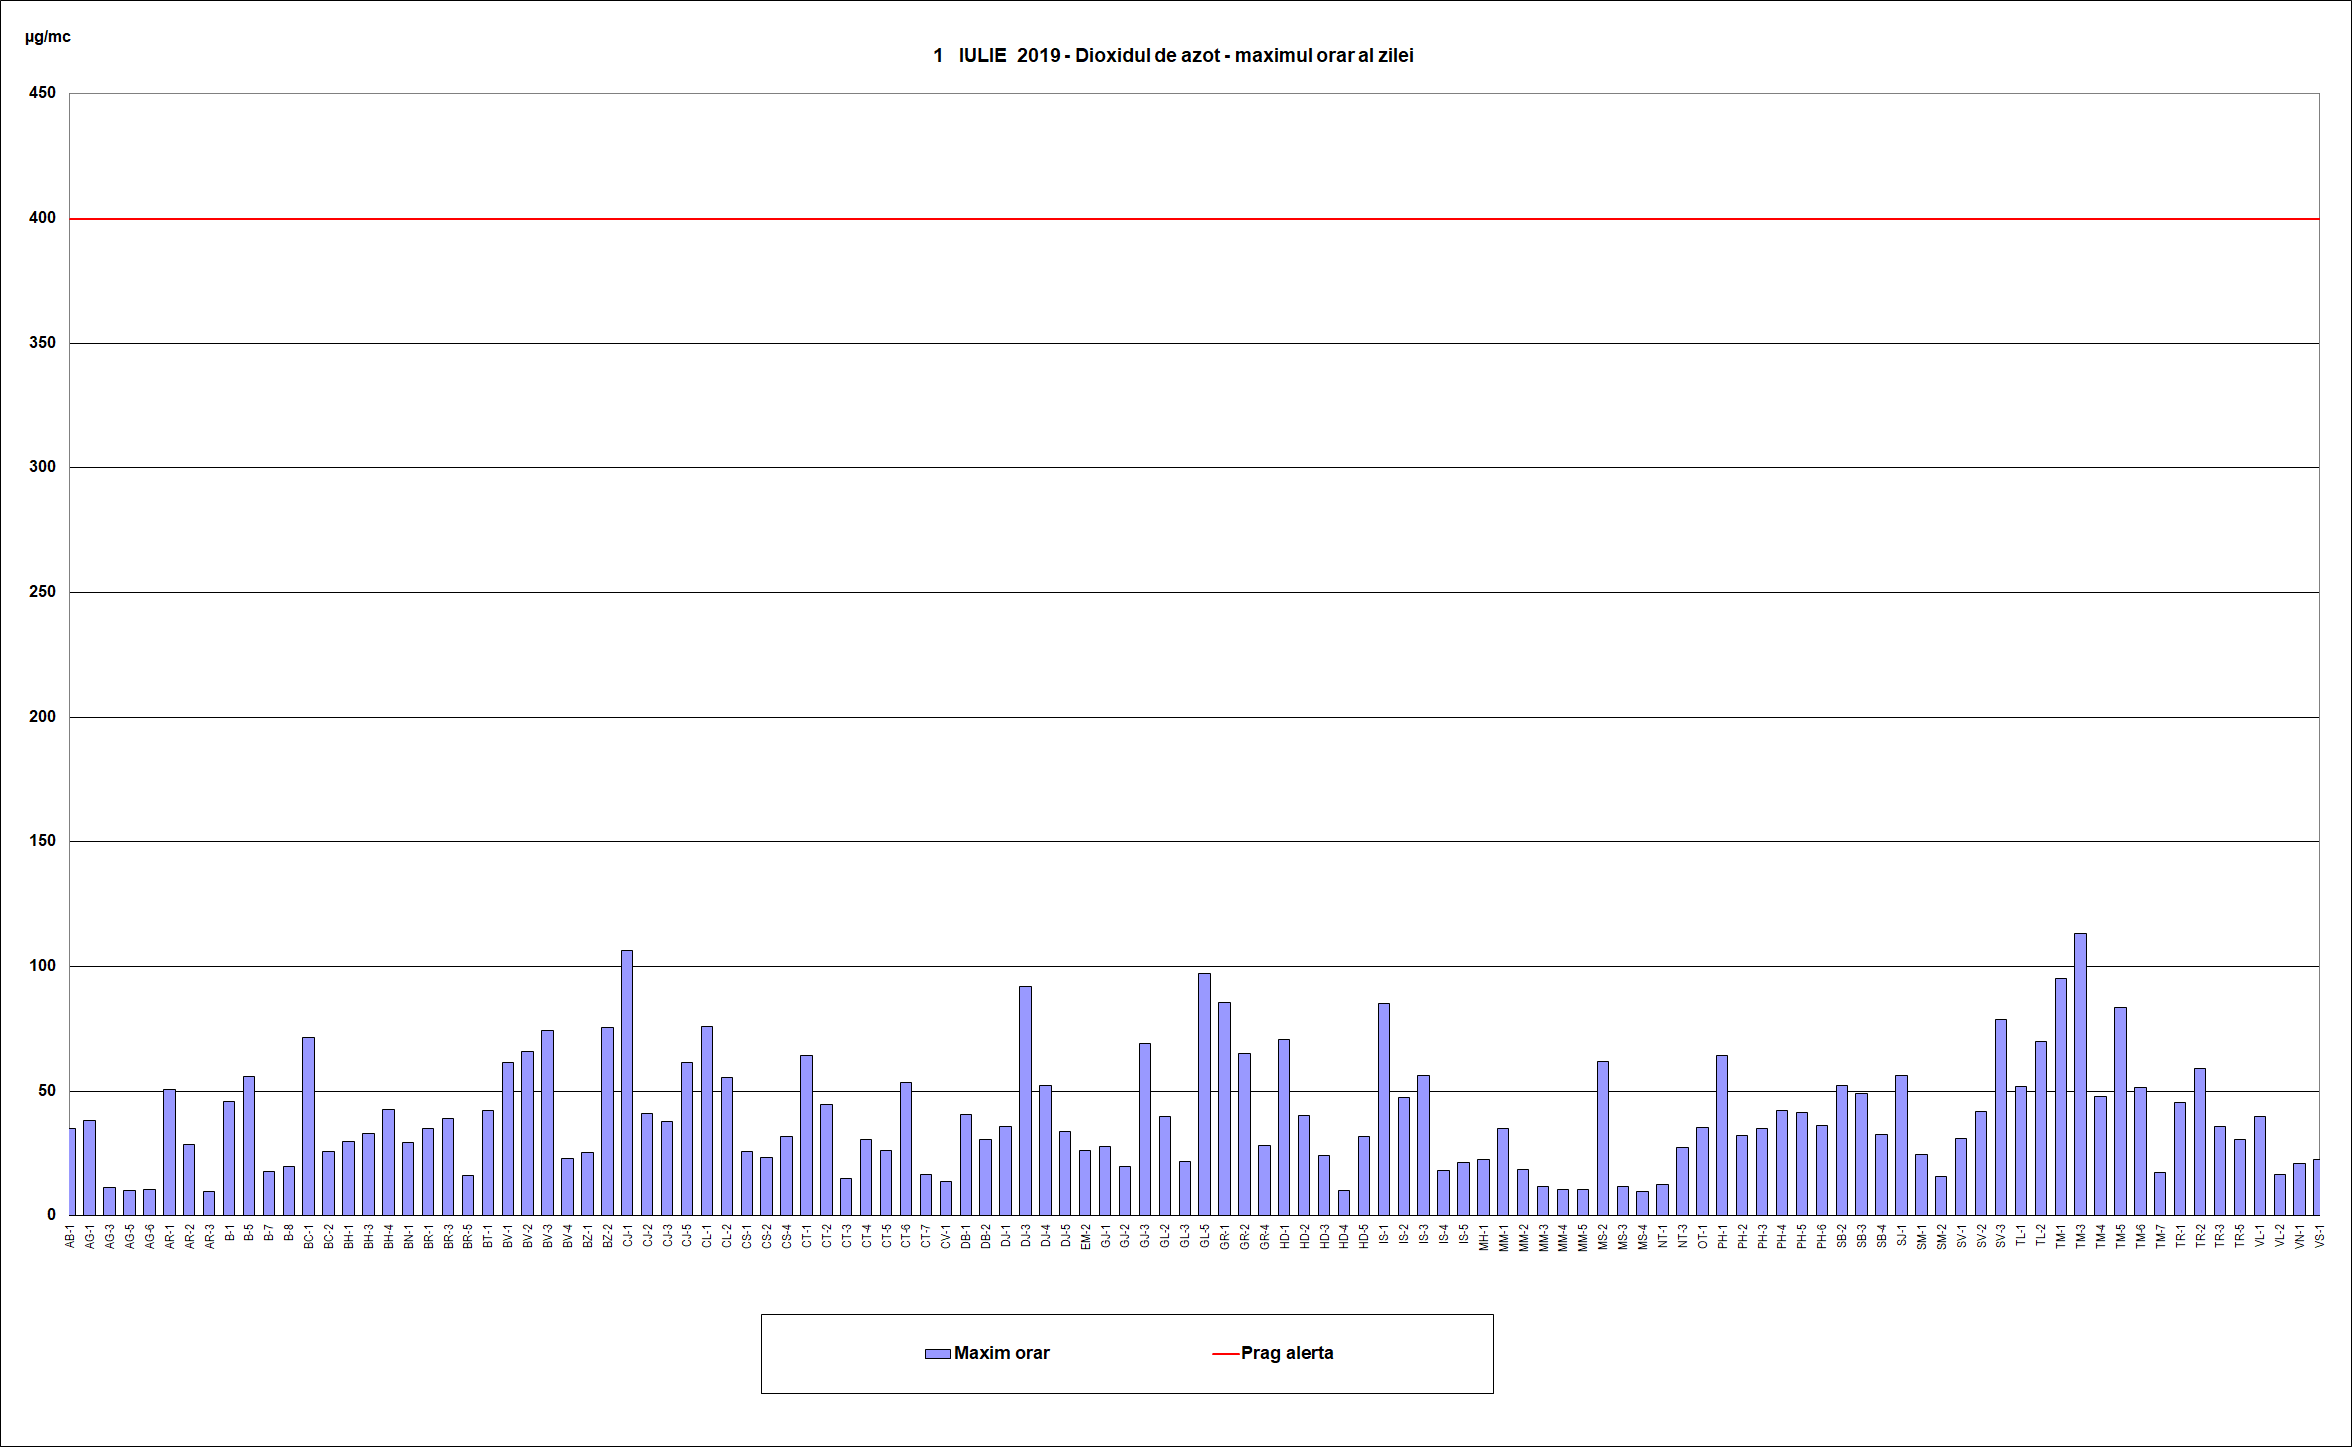 µg/mc
1 IULIE 2019 - Dioxidul de azot - maximul orar al zilei
450
400
350
300
250
200
150
100
50
0
AB-1 AG-1 AG-3 AG-5 AG-6 AR-1 AR-2 AR-3 B-1 B-5 B-7 B-8 BC-1 BC-2 BH-1 BH-3 BH-4 BN-1 BR-1 BR-3 BR-5 BT-1 BV-1 BV-2 BV-3 BV-4 BZ-1 BZ-2 CJ-1 CJ-2 CJ-3 CJ-5 CL-1 CL-2 CS-1 CS-2 CS-4 CT-1 CT-2 CT-3 CT-4 CT-5 CT-6 CT-7 CV-1 DB-1 DB-2 DJ-1 DJ-3 DJ-4 DJ-5 EM-2 GJ-1 GJ-2 GJ-3 GL-2 GL-3 GL-5 GR-1 GR-2 GR-4 HD-1 HD-2 HD-3 HD-4 HD-5 IS-1 IS-2 IS-3 IS-4 IS-5 MH-1 MM-1 MM-2 MM-3 MM-4 MM-5 MS-2 MS-3 MS-4 NT-1 NT-3 OT-1 PH-1 PH-2 PH-3 PH-4 PH-5 PH-6 SB-2 SB-3 SB-4 SJ-1 SM-1 SM-2 SV-1 SV-2 SV-3 TL-1 TL-2 TM-1 TM-3 TM-4 TM-5 TM-6 TM-7 TR-1 TR-2 TR-3 TR-5 VL-1 VL-2 VN-1 VS-1
Maxim orar Prag alerta